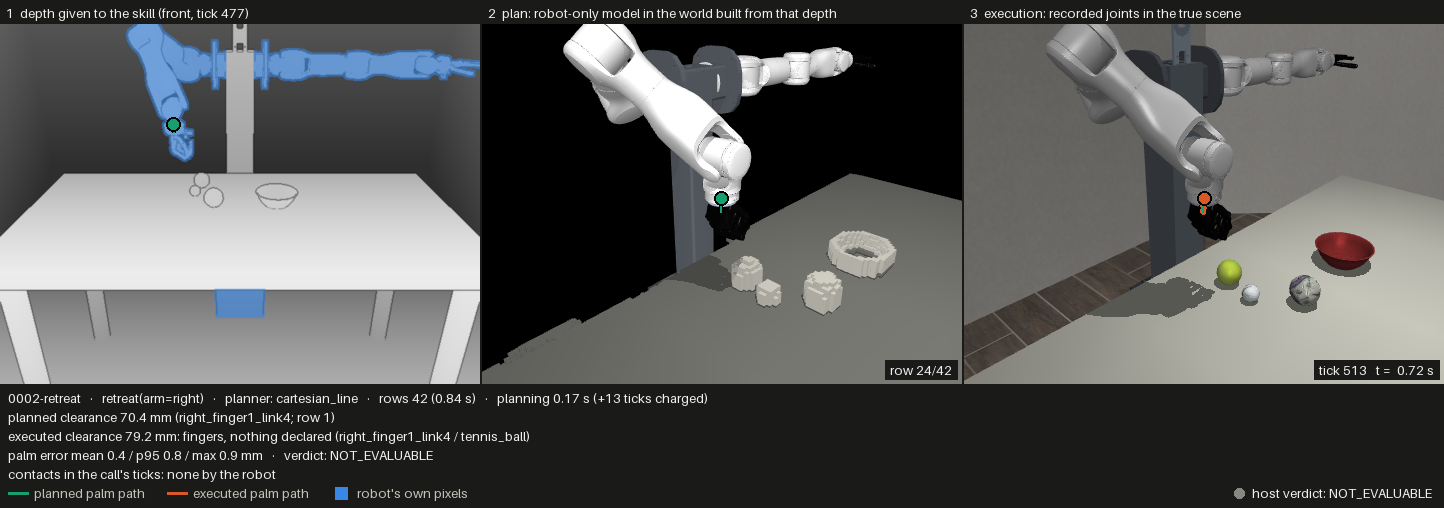 1 depth given to the skill (front, tick 477)
2 plan: robot-only model in the world built from that depth
3 execution: recorded joints in the true scene
row 24/42
tick 513 t = 0.72 s
0002-retreat · retreat(arm=right) · planner: cartesian_line · rows 42 (0.84 s) · planning 0.17 s (+13 ticks charged)
planned clearance 70.4 mm (right_finger1_link4; row 1)
executed clearance 79.2 mm: fingers, nothing declared (right_finger1_link4 / tennis_ball)
palm error mean 0.4 / p95 0.8 / max 0.9 mm · verdict: NOT_EVALUABLE
contacts in the call's ticks: none by the robot
planned palm path executed palm path robot's own pixels
host verdict: NOT_EVALUABLE